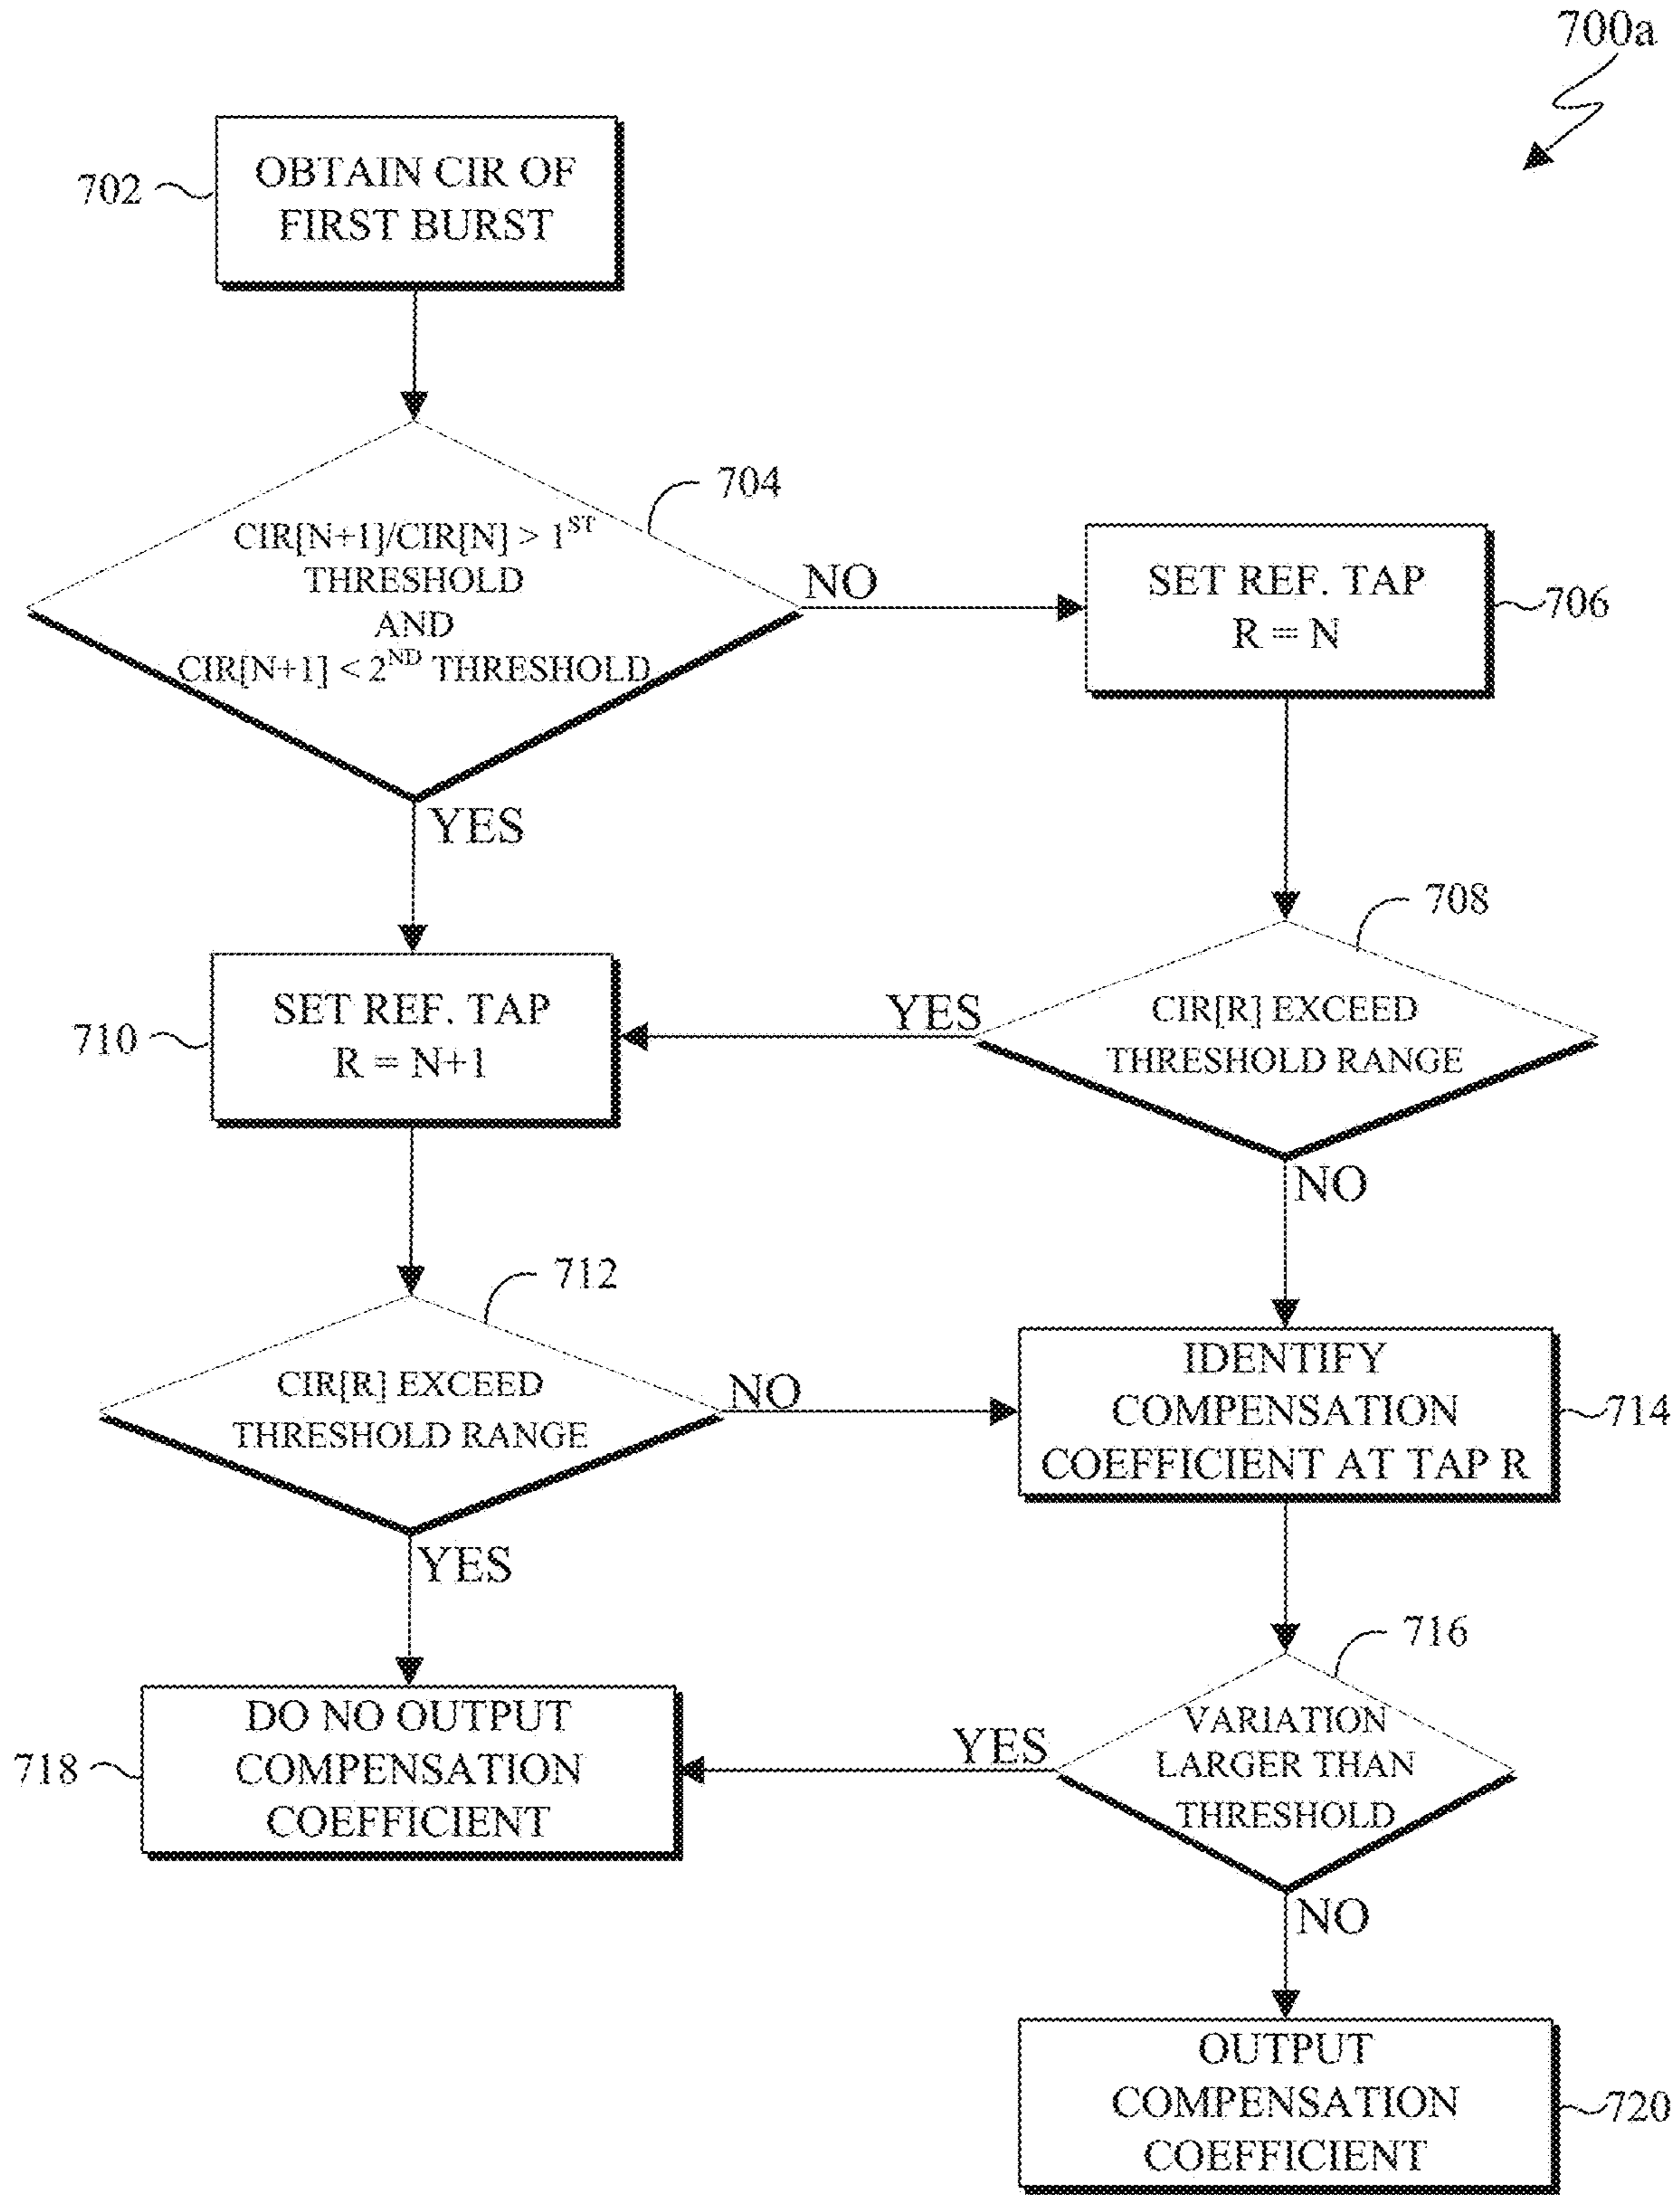 700a
702
OBTAIN CIR OF
FIRST BURST
704
CIR[N+1]/CIR[N] > 1ST
THRESHOLD
AND
CIR[N+1] < 2ND THRESHOLD
NO
YES
SET REF. TAP
R = N
706
708
CIR[R] EXCEED
THRESHOLD RANGE
YES
NO
710
SET REF. TAP
R = N+1
712
CIR[R] EXCEED
THRESHOLD RANGE
NO
YES
IDENTIFY
COMPENSATION
COEFFICIENT AT TAP R
714
716
VARIATION
LARGER THAN
THRESHOLD
YES
NO
718
DO NO OUTPUT
COMPENSATION
COEFFICIENT
OUTPUT
COMPENSATION
COEFFICIENT
720